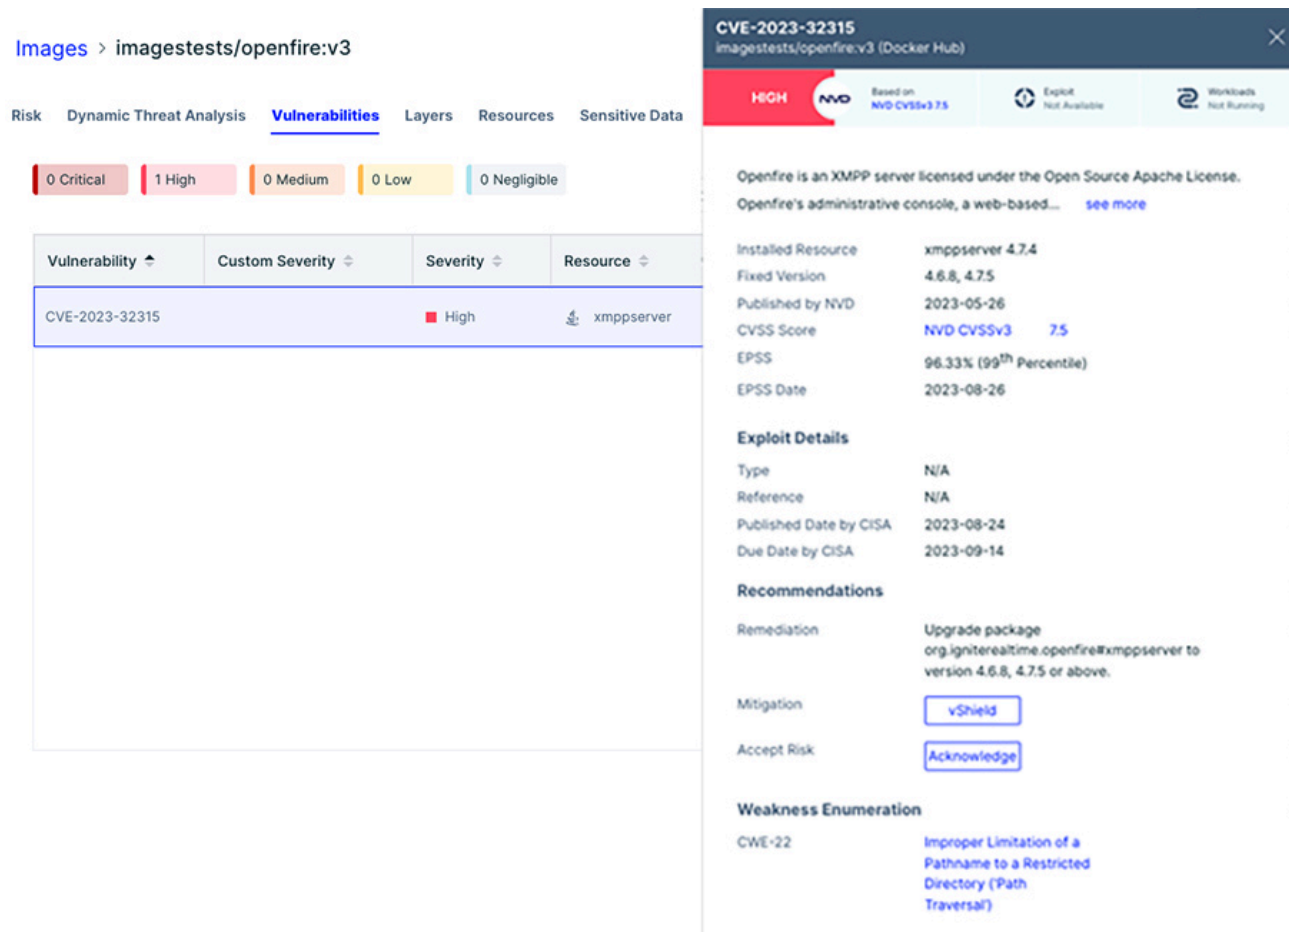 Images > imagestests/openfire:v3
Risk Dynamic Threat Analysis Vulnerabilities Layers Resources Sensitive Data
0 Critical 1 High 0 Medium 0 Low 0 Negligible
Vulnerability Custom Severity Severity Resource
CVE-2023-32315 High xmppserver
CVE-2023-32315
imagestests/openfire:v3 (Docker Hub)
HIGH NVD Based on NVD CVSSv3 7.5 Exploit Not Available Workloads Not Running
Openfire is an XMPP server licensed under the Open Source Apache License.
Openfire's administrative console, a web-based... see more
Installed Resource xmppserver 4.7.4
Fixed Version 4.6.8, 4.7.5
Published by NVD 2023-05-26
CVSS Score NVD CVSSv3 7.5
EPSS 96.33% (99th Percentile)
EPSS Date 2023-08-26
Exploit Details
Type N/A
Reference N/A
Published Date by CISA 2023-08-24
Due Date by CISA 2023-09-14
Recommendations
Remediation Upgrade package
org.igniterealtime.openfire#xmppserver to
version 4.6.8, 4.7.5 or above.
Mitigation vShield
Accept Risk Acknowledge
Weakness Enumeration
CWE-22 Improper Limitation of a
Pathname to a Restricted
Directory ('Path
Traversal')